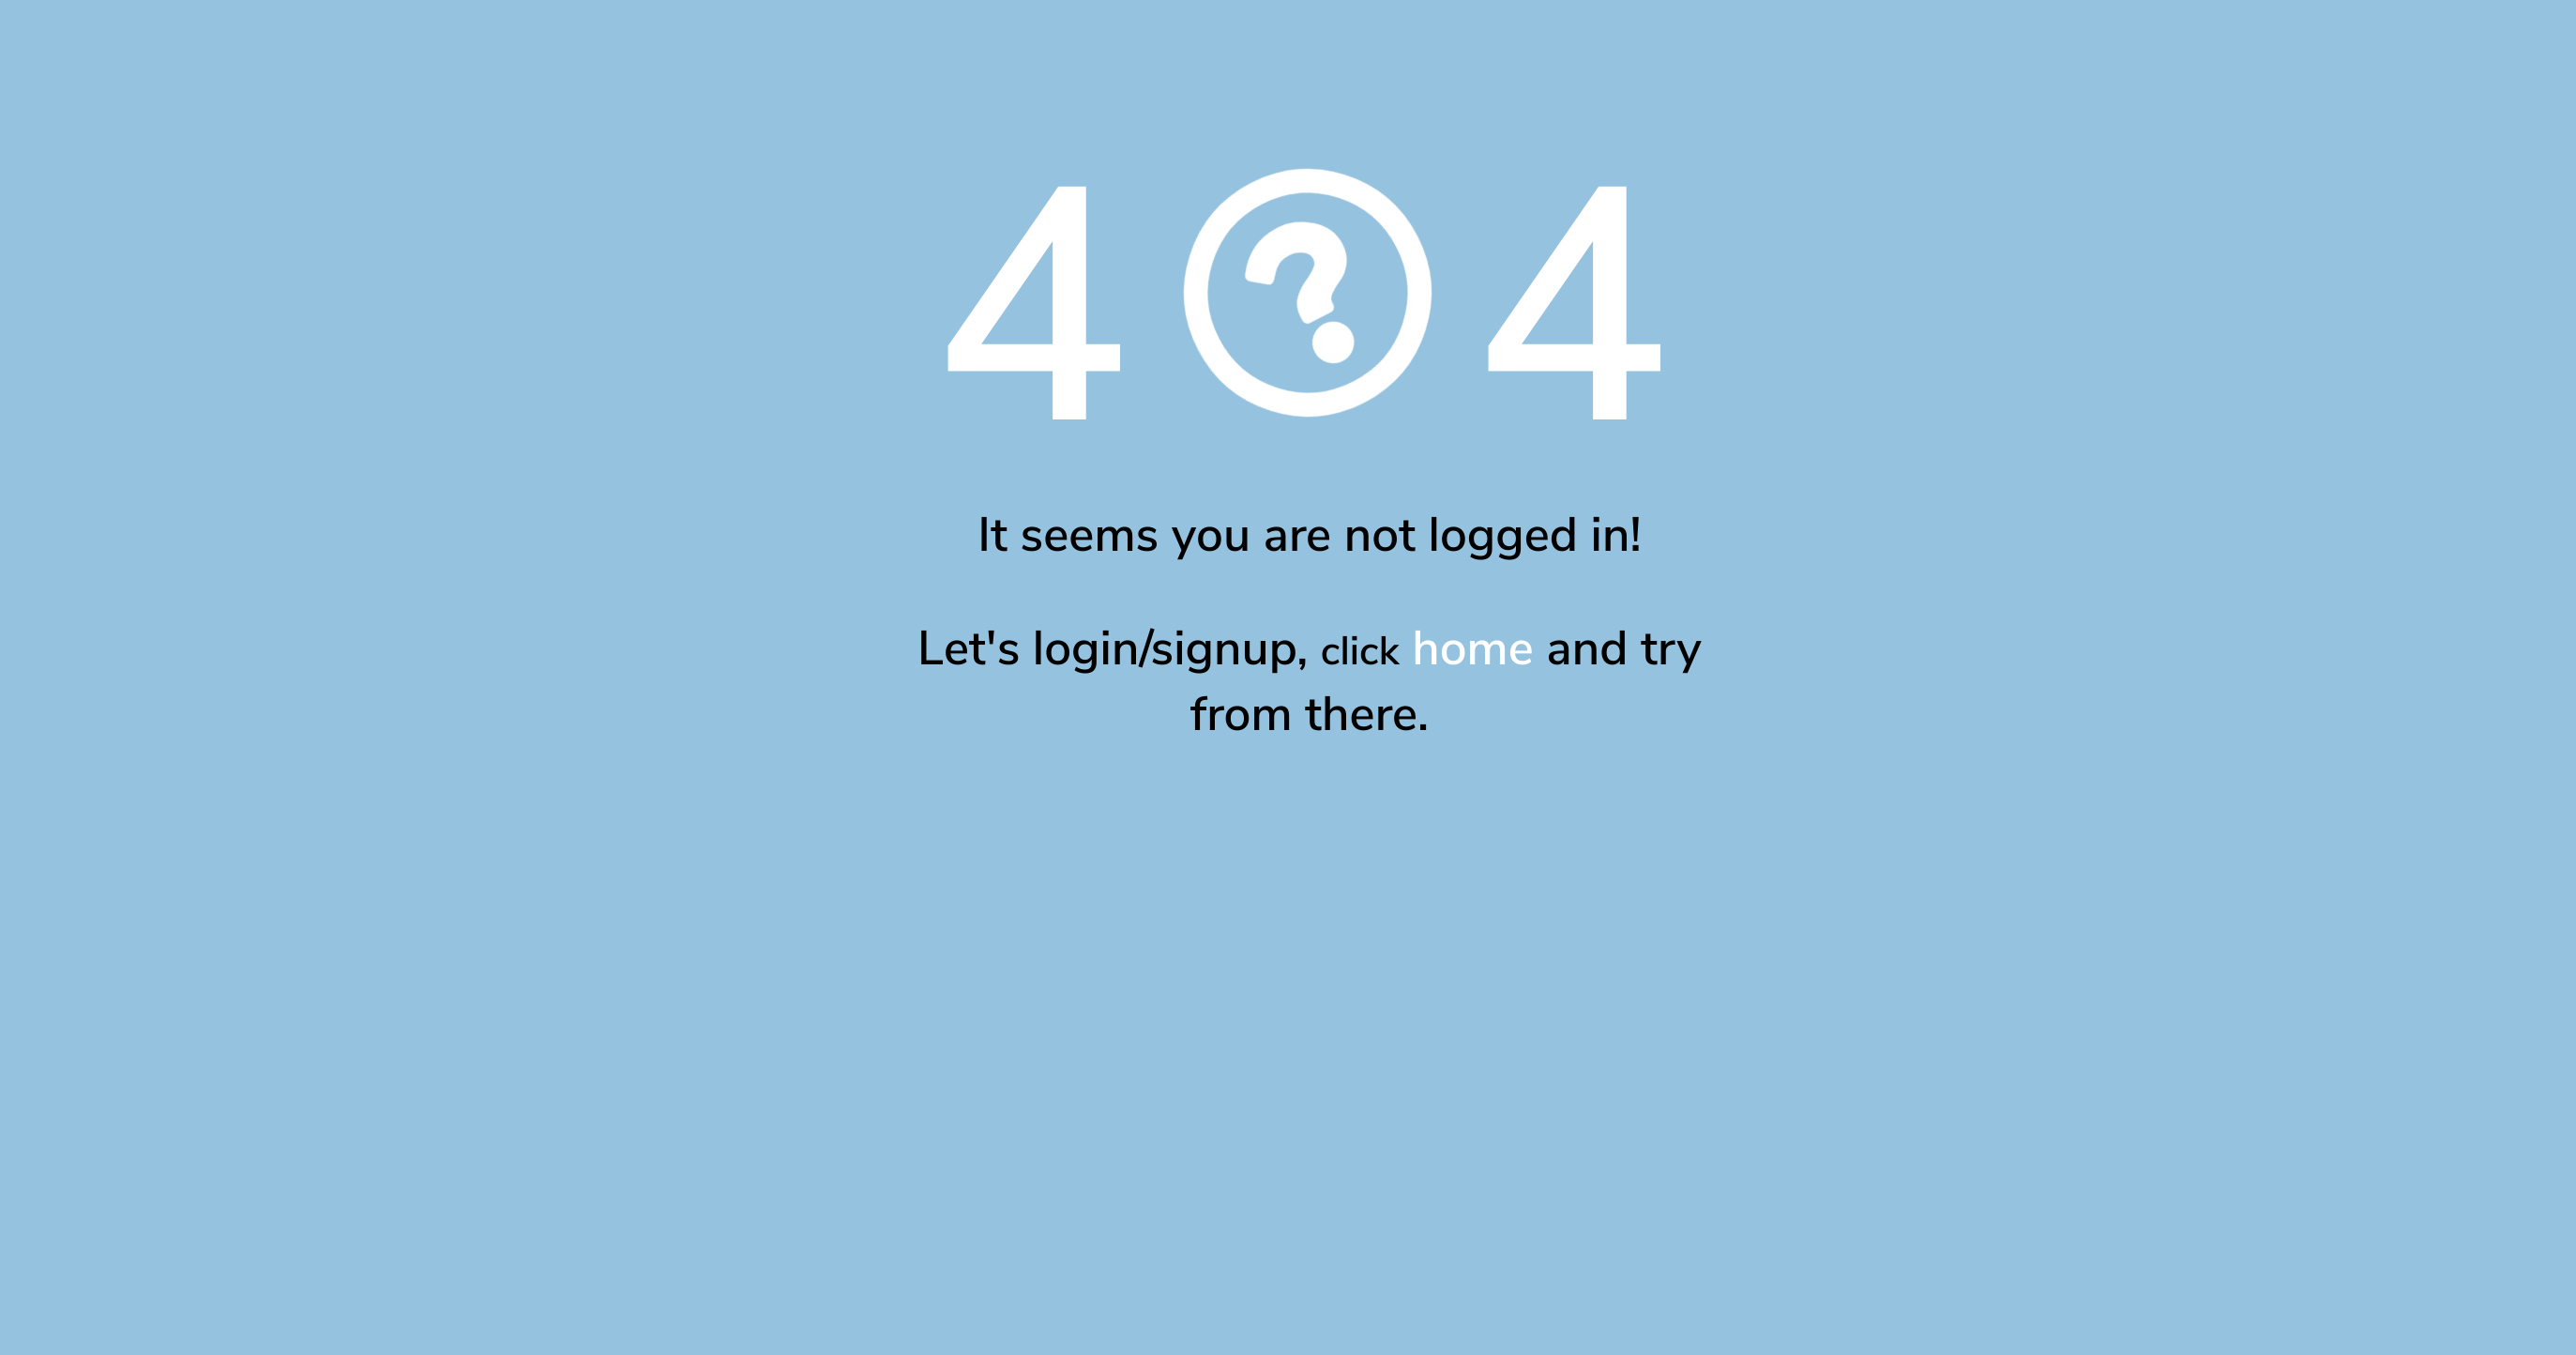 4?4
It seems you are not logged in!
Let's login/signup, click home and try
from there.